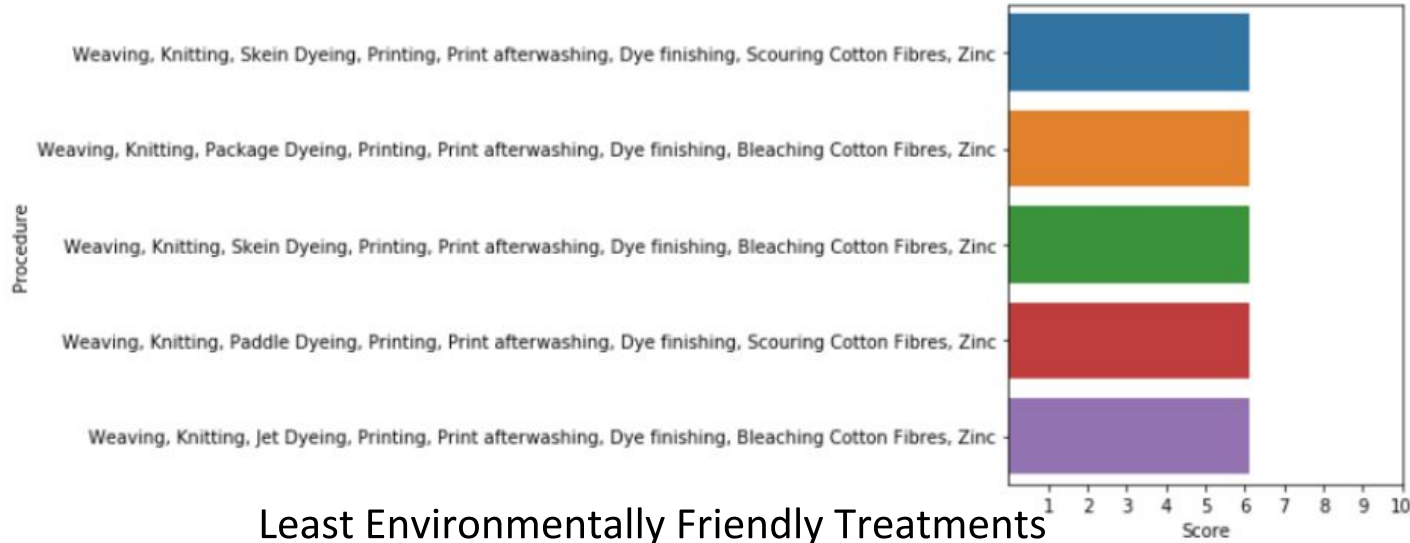 Weaving, Knitting, Skein Dyeing, Printing, Print afterwashing, Dye finishing, Scouring Cotton Fibres, Zinc
Weaving, Knitting, Package Dyeing, Printing, Print afterwashing, Dye finishing, Bleaching Cotton Fibres, Zinc
Procedure
Weaving, Knitting, Skein Dyeing, Printing, Print afterwashing, Dye finishing, Bleaching Cotton Fibres, Zinc
Weaving, Knitting, Paddle Dyeing, Printing, Print afterwashing, Dye finishing, Scouring Cotton Fibres, Zinc
Weaving, Knitting, Jet Dyeing, Printing, Print afterwashing, Dye finishing, Bleaching Cotton Fibres, Zinc
1 2 3 4 5 6 7 8 9 10
Score
Least Environmentally Friendly Treatments